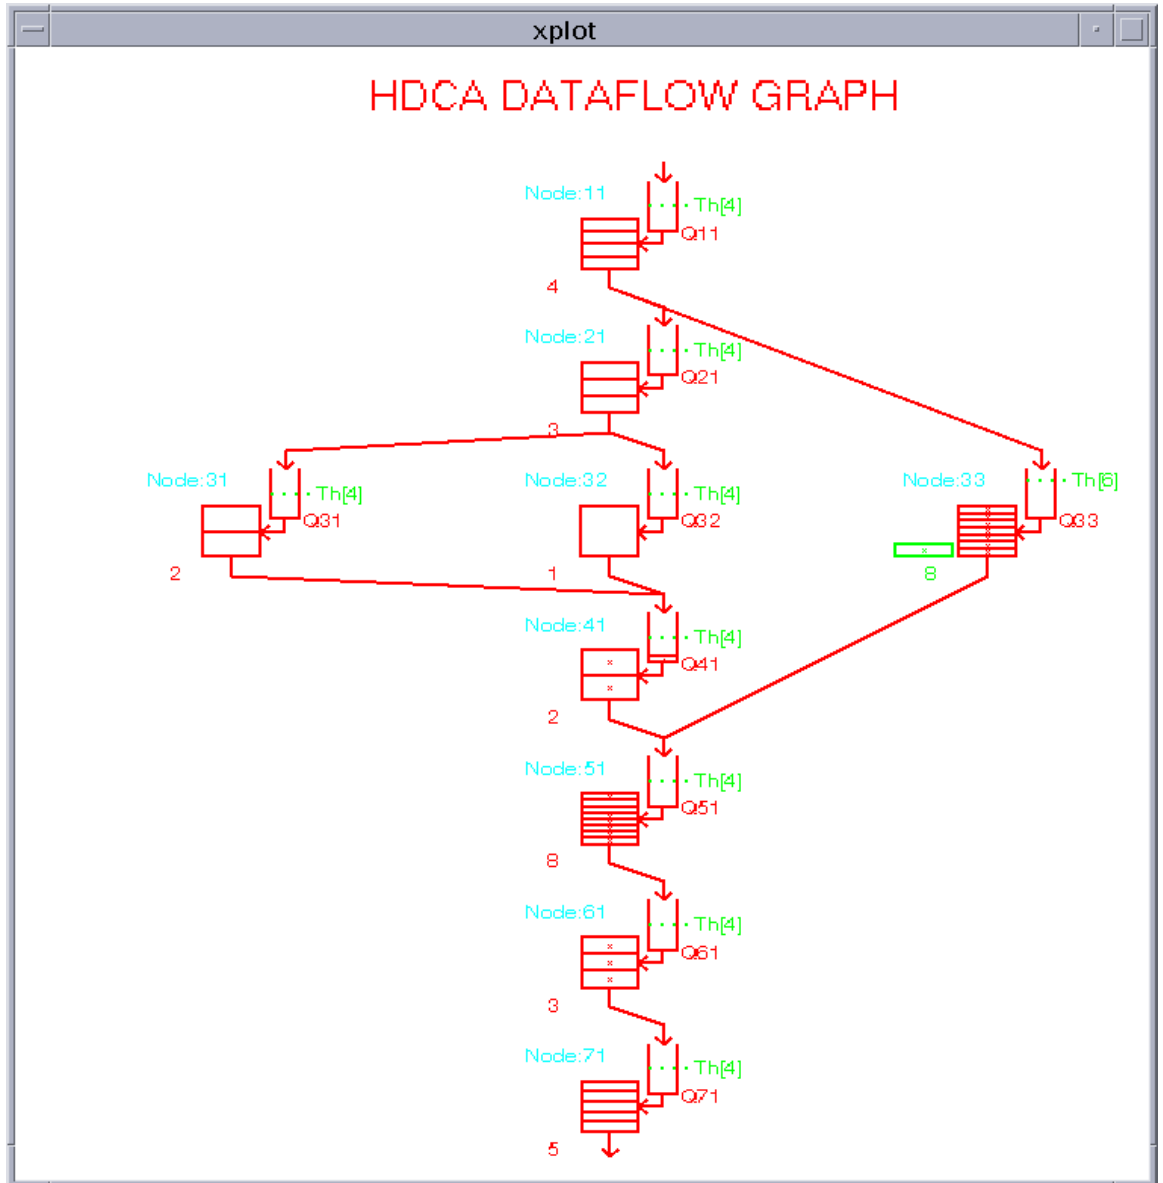 xplot
HDCA DATAFLOW GRAPH
Node:11
Th[4]
Q11
4
Node:21
Th[4]
Q21
3
Node:31
Th[4]
Q31
2
Node:32
Th[4]
Q32
1
Node:33
Th[6]
Q33
8
Node:41
Th[4]
Q41
2
Node:51
Th[4]
Q51
8
Node:61
Th[4]
Q61
3
Node:71
Th[4]
Q71
5